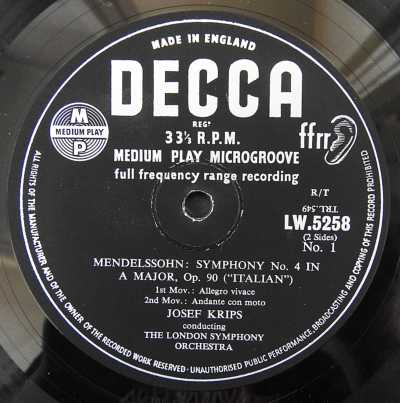 MADE IN ENGLAND
DECCA
REGD
33⅓ R.P.M.
MEDIUM PLAY MICROGROOVE
full frequency range recording
M
MEDIUM PLAY
P
ffrr
R/T
TRL.549
LW.5258
(2 Sides)
No. 1
MENDELSSOHN: SYMPHONY No. 4 IN
A MAJOR, Op. 90 ("ITALIAN")
1st Mov.: Allegro vivace
2nd Mov.: Andante con moto
JOSEF KRIPS
conducting
THE LONDON SYMPHONY
ORCHESTRA
ALL RIGHTS OF THE MANUFACTURER AND OF THE OWNER OF THE RECORDED WORK RESERVED - UNAUTHORISED PUBLIC PERFORMANCE, BROADCASTING AND COPYING OF THIS RECORD PROHIBITED